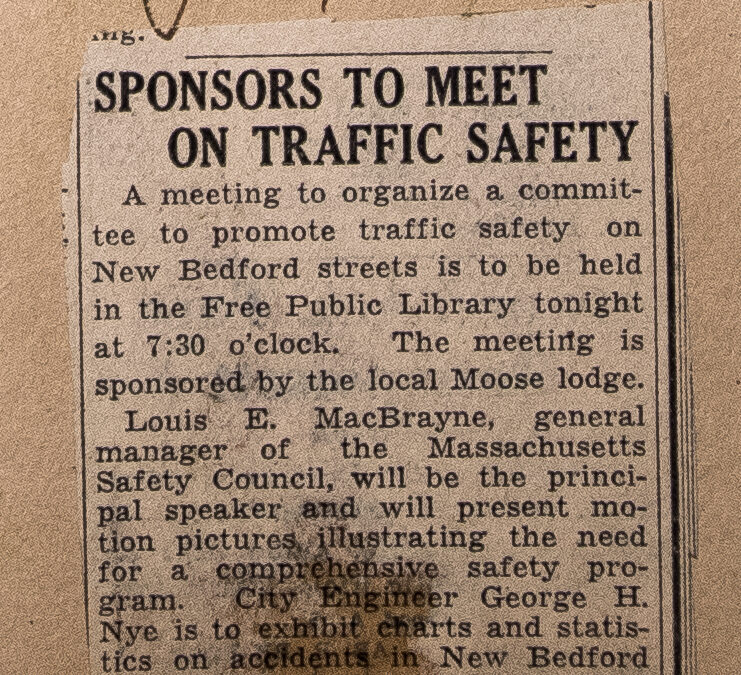 ng.
SPONSORS TO MEET
ON TRAFFIC SAFETY
A meeting to organize a commit-
tee to promote traffic safety on
New Bedford streets is to be held
in the Free Public Library tonight
at 7:30 o'clock. The meeting is
sponsored by the local Moose lodge.
Louis E. MacBrayne, general
manager of the Massachusetts
Safety Council, will be the princi-
pal speaker and will present mo-
tion pictures illustrating the need
for a comprehensive safety pro-
gram. City Engineer George H.
Nye is to exhibit charts and statis-
tics on accidents in New Bedford